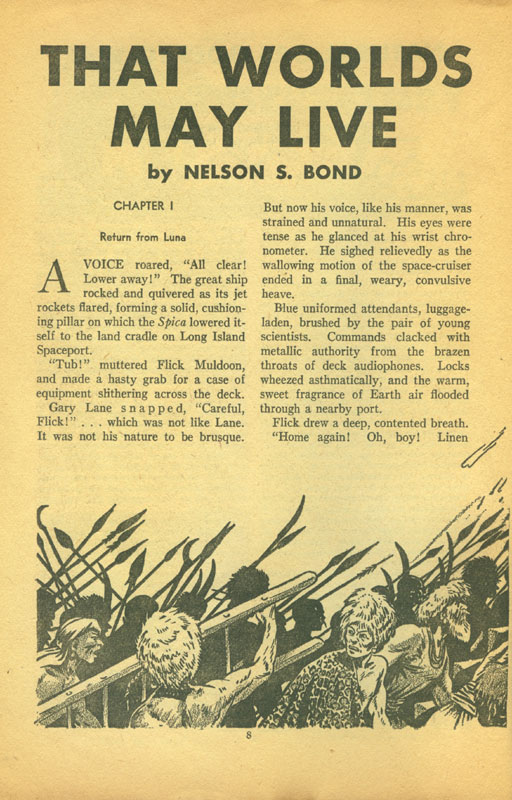 THAT WORLDS
MAY LIVE
by NELSON S. BOND
CHAPTER I
Return from Luna
A VOICE roared, "All clear!
Lower away!" The great ship
rocked and quivered as its jet
rockets flared, forming a solid, cushion-
ing pillar on which the Spica lowered it-
self to the land cradle on Long Island
Spaceport.
"Tub!" muttered Flick Muldoon,
and made a hasty grab for a case of
equipment slithering across the deck.
Gary Lane snapped, "Careful,
Flick!" . . . which was not like Lane.
It was not his nature to be brusque.
But now his voice, like his manner, was
strained and unnatural. His eyes were
tense as he glanced at his wrist chro-
nometer. He sighed relievedly as the
wallowing motion of the space-cruiser
ended in a final, weary, convulsive
heave.
Blue uniformed attendants, luggage-
laden, brushed by the pair of young
scientists. Commands clacked with
metallic authority from the brazen
throats of deck audiophones. Locks
wheezed asthmatically, and the warm,
sweet fragrance of Earth air flooded
through a nearby port.
Flick drew a deep, contented breath.
"Home again! Oh, boy! Linen
8